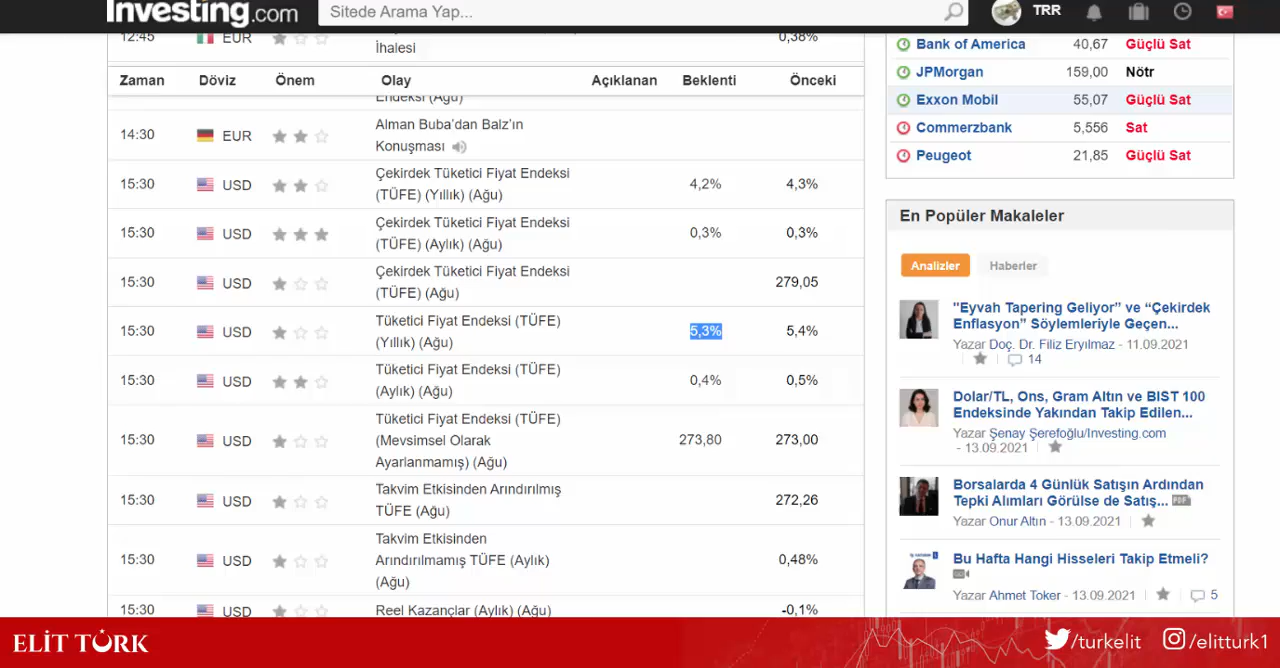 Investing.com
Sitede Arama Yap...
TRR
12:45 EUR İhalesi 0,38%
Zaman Döviz Önem Olay Açıklanan Beklenti Önceki
Endeksi (Ağu)
14:30 EUR Alman Buba’dan Balz’ın
Konuşması
15:30 USD Çekirdek Tüketici Fiyat Endeksi
(TÜFE) (Yıllık) (Ağu) 4,2% 4,3%
15:30 USD Çekirdek Tüketici Fiyat Endeksi
(TÜFE) (Aylık) (Ağu) 0,3% 0,3%
15:30 USD Çekirdek Tüketici Fiyat Endeksi
(TÜFE) (Ağu) 279,05
15:30 USD Tüketici Fiyat Endeksi (TÜFE)
(Yıllık) (Ağu) 5,3% 5,4%
15:30 USD Tüketici Fiyat Endeksi (TÜFE)
(Aylık) (Ağu) 0,4% 0,5%
15:30 USD Tüketici Fiyat Endeksi (TÜFE)
(Mevsimsel Olarak
Ayarlanmamış) (Ağu) 273,80 273,00
15:30 USD Takvim Etkisinden Arındırılmış
TÜFE (Ağu) 272,26
15:30 USD Takvim Etkisinden
Arındırılmamış TÜFE (Aylık)
(Ağu) 0,48%
15:30 USD Reel Kazançlar (Aylık) (Ağu) -0,1%
Bank of America 40,67 Güçlü Sat
JPMorgan 159,00 Nötr
Exxon Mobil 55,07 Güçlü Sat
Commerzbank 5,556 Sat
Peugeot 21,85 Güçlü Sat
En Popüler Makaleler
Analizler Haberler
"Eyvah Tapering Geliyor” ve “Çekirdek
Enflasyon” Söylemleriyle Geçen...
Yazar Doç. Dr. Filiz Eryılmaz - 11.09.2021
14
Dolar/TL, Ons, Gram Altın ve BIST 100
Endeksinde Yakından Takip Edilen...
Yazar Şenay Şerefoğlu/Investing.com
- 13.09.2021
Borsalarda 4 Günlük Satışın Ardından
Tepki Alımları Görülse de Satış... PDF
Yazar Onur Altın - 13.09.2021
Bu Hafta Hangi Hisseleri Takip Etmeli?
Yazar Ahmet Toker - 13.09.2021 5
ELİT TÜRK
/turkelit
/elitturk1